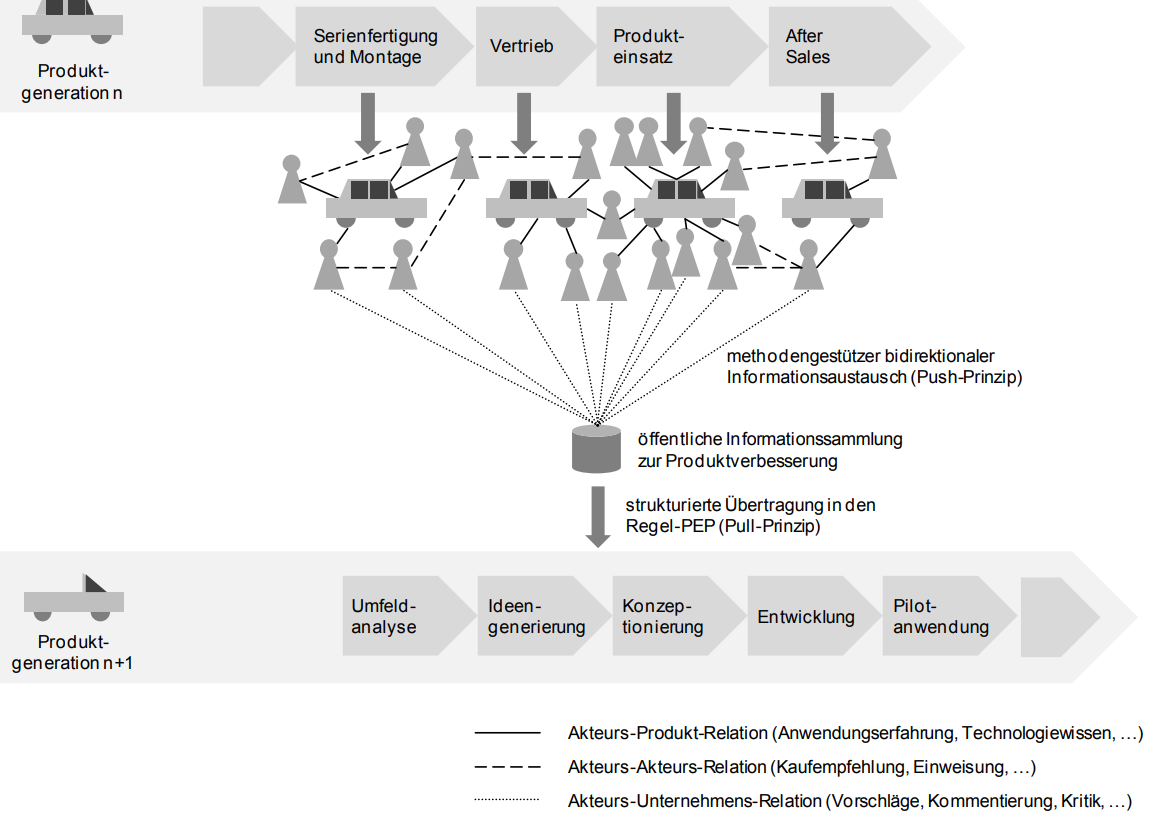 Produkt-
generation n
Serienfertigung
und Montage
Vertrieb
Produkt-
einsatz
After
Sales
methodengestützer bidirektionaler
Informationsaustausch (Push-Prinzip)
öffentliche Informationssammlung
zur Produktverbesserung
strukturierte Übertragung in den
Regel-PEP (Pull-Prinzip)
Produkt-
generation n+1
Umfeld-
analyse
Ideen-
generierung
Konzep-
tionierung
Entwicklung
Pilot-
anwendung
Akteurs-Produkt-Relation (Anwendungserfahrung, Technologiewissen, …)
Akteurs-Akteurs-Relation (Kaufempfehlung, Einweisung, …)
Akteurs-Unternehmens-Relation (Vorschläge, Kommentierung, Kritik, …)